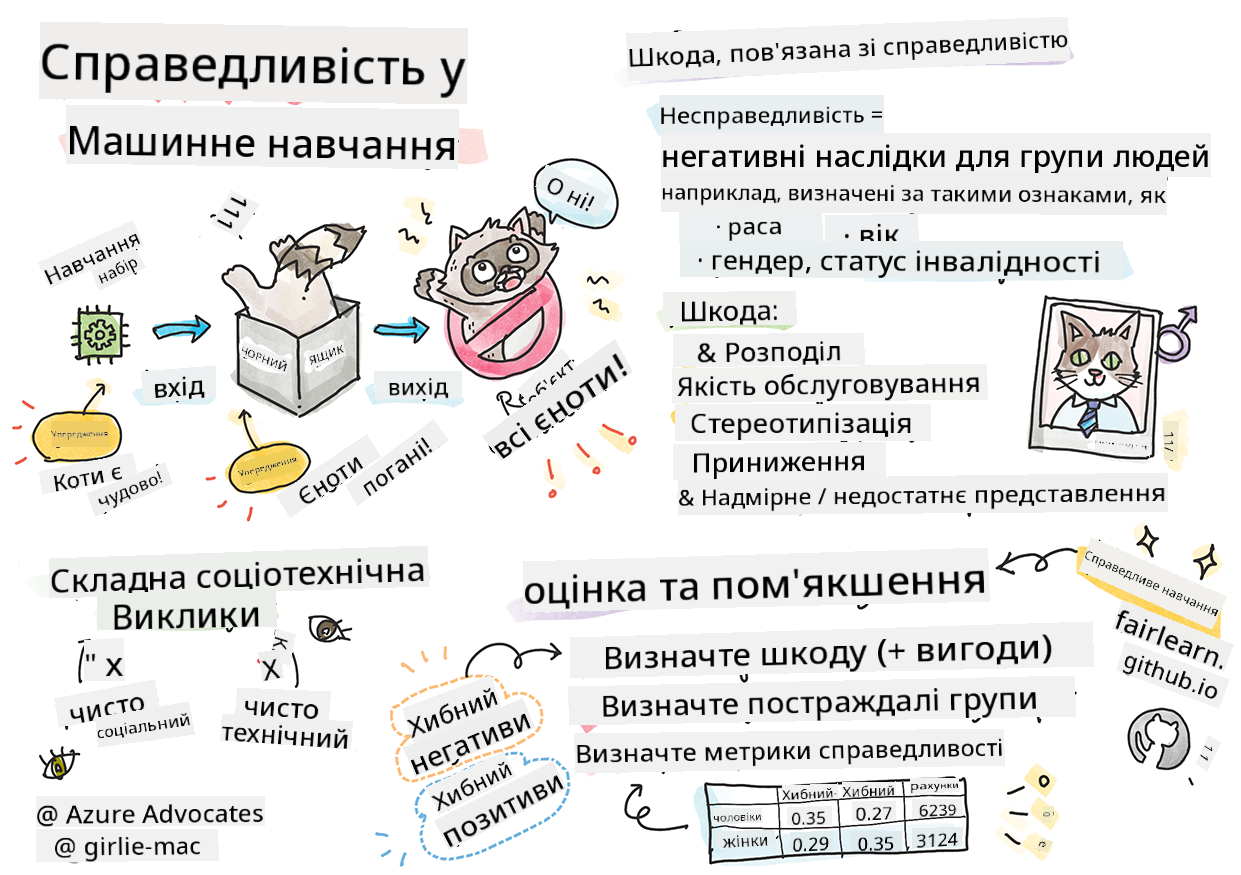 Справедливість у
Машинне навчання
Навчання
набір
вхід
ЧОРНИЙ
ЯЩИК
вихід
О ні!
всі єноти!
Упередження
Коти є
чудово!
Упередження
Єноти
погані!
Шкода, пов'язана зі справедливістю
Несправедливість =
негативні наслідки для групи людей
наприклад, визначені за такими ознаками, як
· раса
· вік
· гендер, статус інвалідності
Шкода:
& Розподіл
Якість обслуговування
Стереотипізація
Приниження
& Надмірне / недостатнє представлення
Складна соціотехнічна
Виклики
" x
X
чисто
соціальний
чисто
технічний
@ Azure Advocates
@ girlie-mac
оцінка та пом'якшення
Справедливе навчання
fairlearn.
github.io
Визначте шкоду (+ вигоди)
Визначте постраждалі групи
Визначте метрики справедливості
Хибний
негативи
Хибний
позитиви
Хибний- Хибний рахунки
чоловіки 0.35 0.27 6239
жінки 0.29 0.35 3124